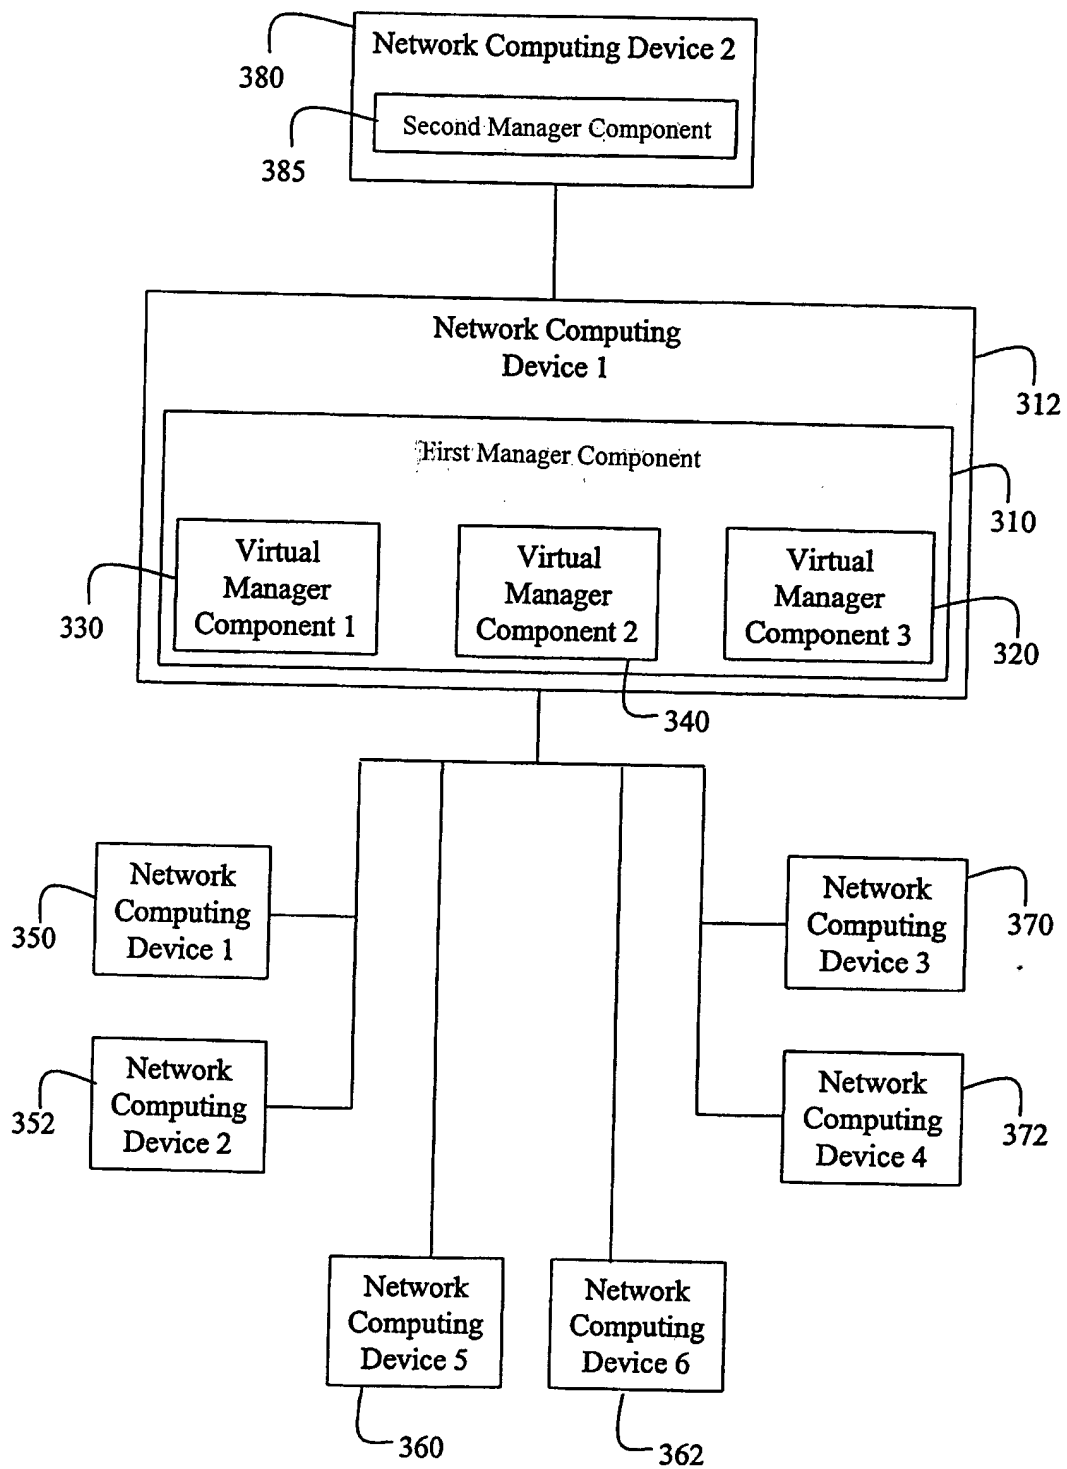 Network Computing Device 2
380
Second Manager Component
385
Network Computing
Device 1
312
First Manager Component
310
Virtual
Manager
Component 1
330
Virtual
Manager
Component 2
340
Virtual
Manager
Component 3
320
Network
Computing
Device 1
350
Network
Computing
Device 3
370
Network
Computing
Device 2
352
Network
Computing
Device 4
372
Network
Computing
Device 5
360
Network
Computing
Device 6
362